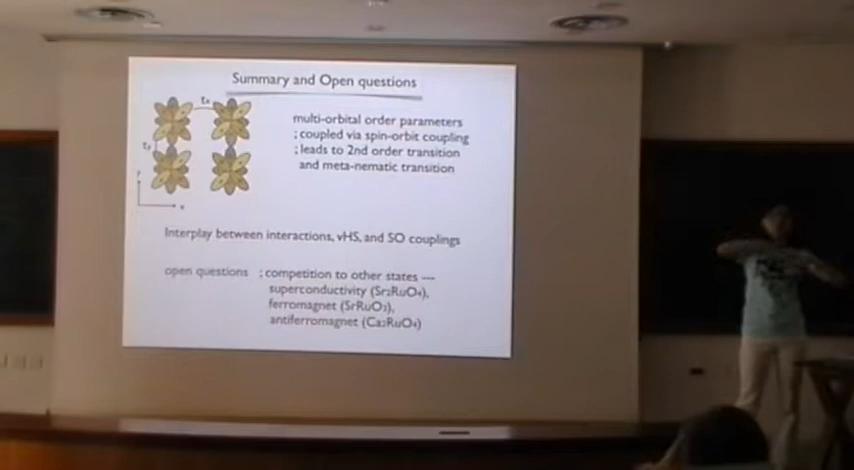 Summary and Open questions
tx
ty
y
x
multi-orbital order parameters
; coupled via spin-orbit coupling
; leads to 2nd order transition
and meta-nematic transition
Interplay between interactions, vHS, and SO couplings
open questions ; competition to other states ---
superconductivity (Sr₂RuO₄),
ferromagnet (SrRuO₃),
antiferromagnet (Ca₂RuO₄)